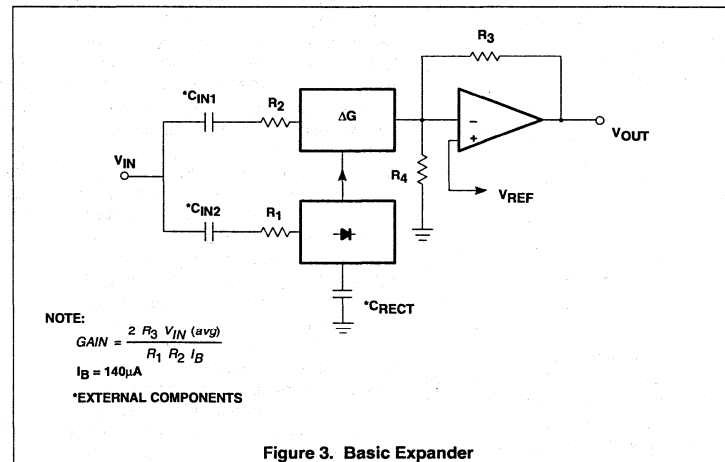 R3
*CIN1
R2
ΔG
−
+
VOUT
VIN
R4
VREF
*CIN2
R1
*CRECT
NOTE:
GAIN = 2 R3 VIN (avg) / R1 R2 IB
IB = 140µA
*EXTERNAL COMPONENTS
Figure 3. Basic Expander